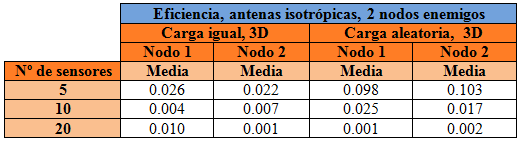 Eficiencia, antenas isotrópicas, 2 nodos enemigos
Carga igual, 3D Carga aleatoria, 3D
Nodo 1 Nodo 2 Nodo 1 Nodo 2
Nº de sensores Media Media Media Media
5 0.026 0.022 0.098 0.103
10 0.004 0.007 0.025 0.017
20 0.010 0.001 0.001 0.002